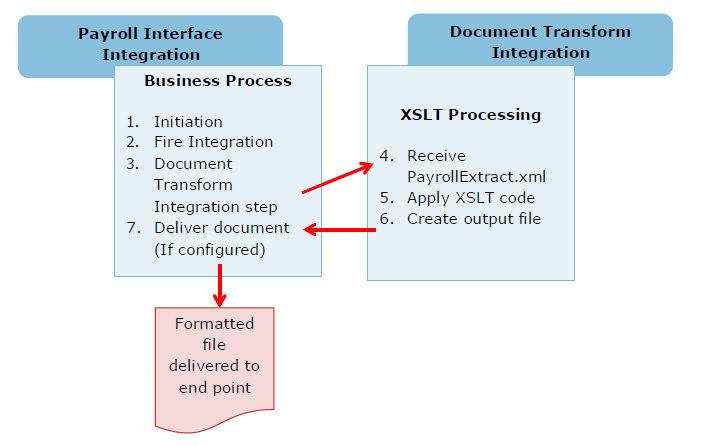 Payroll Interface
Integration
Business Process
1. Initiation
2. Fire Integration
3. Document
Transform
Integration step
7. Deliver document
(If configured)
Document Transform
Integration
XSLT Processing
4. Receive
PayrollExtract.xml
5. Apply XSLT code
6. Create output file
Formatted
file
delivered to
end point